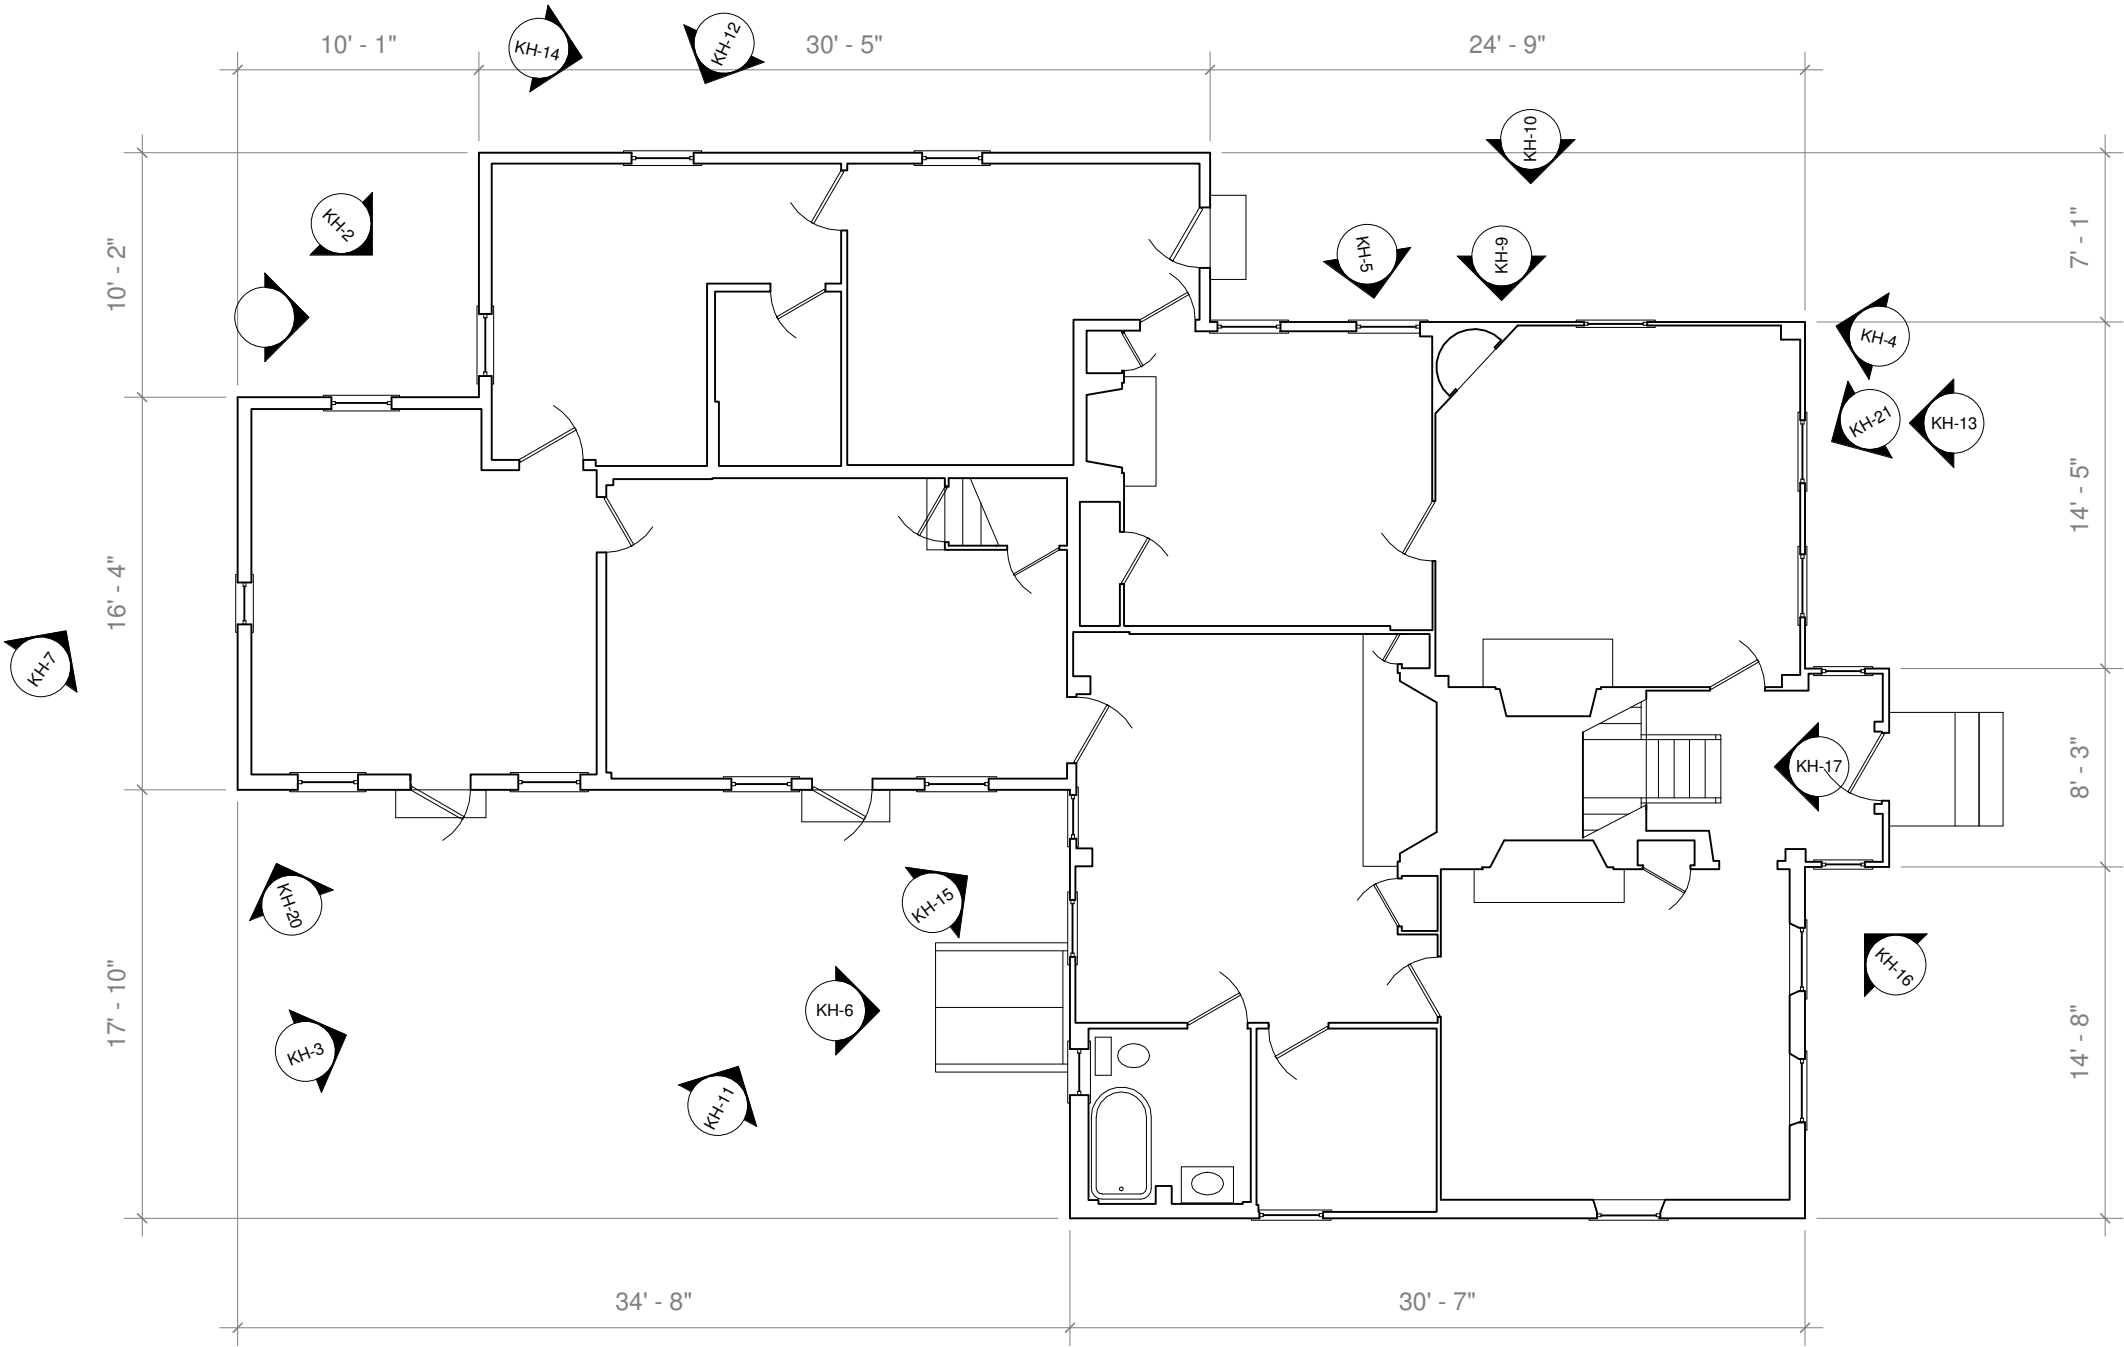 10' - 1"
30' - 5"
24' - 9"
KH-14
KH-12
KH-10
KH-2
KH-5
KH-9
10' - 2"
7' - 1"
KH-4
KH-21
KH-13
14' - 5"
16' - 4"
KH-7
KH-17
8' - 3"
KH-20
KH-15
KH-16
17' - 10"
KH-6
KH-3
KH-11
14' - 8"
34' - 8"
30' - 7"